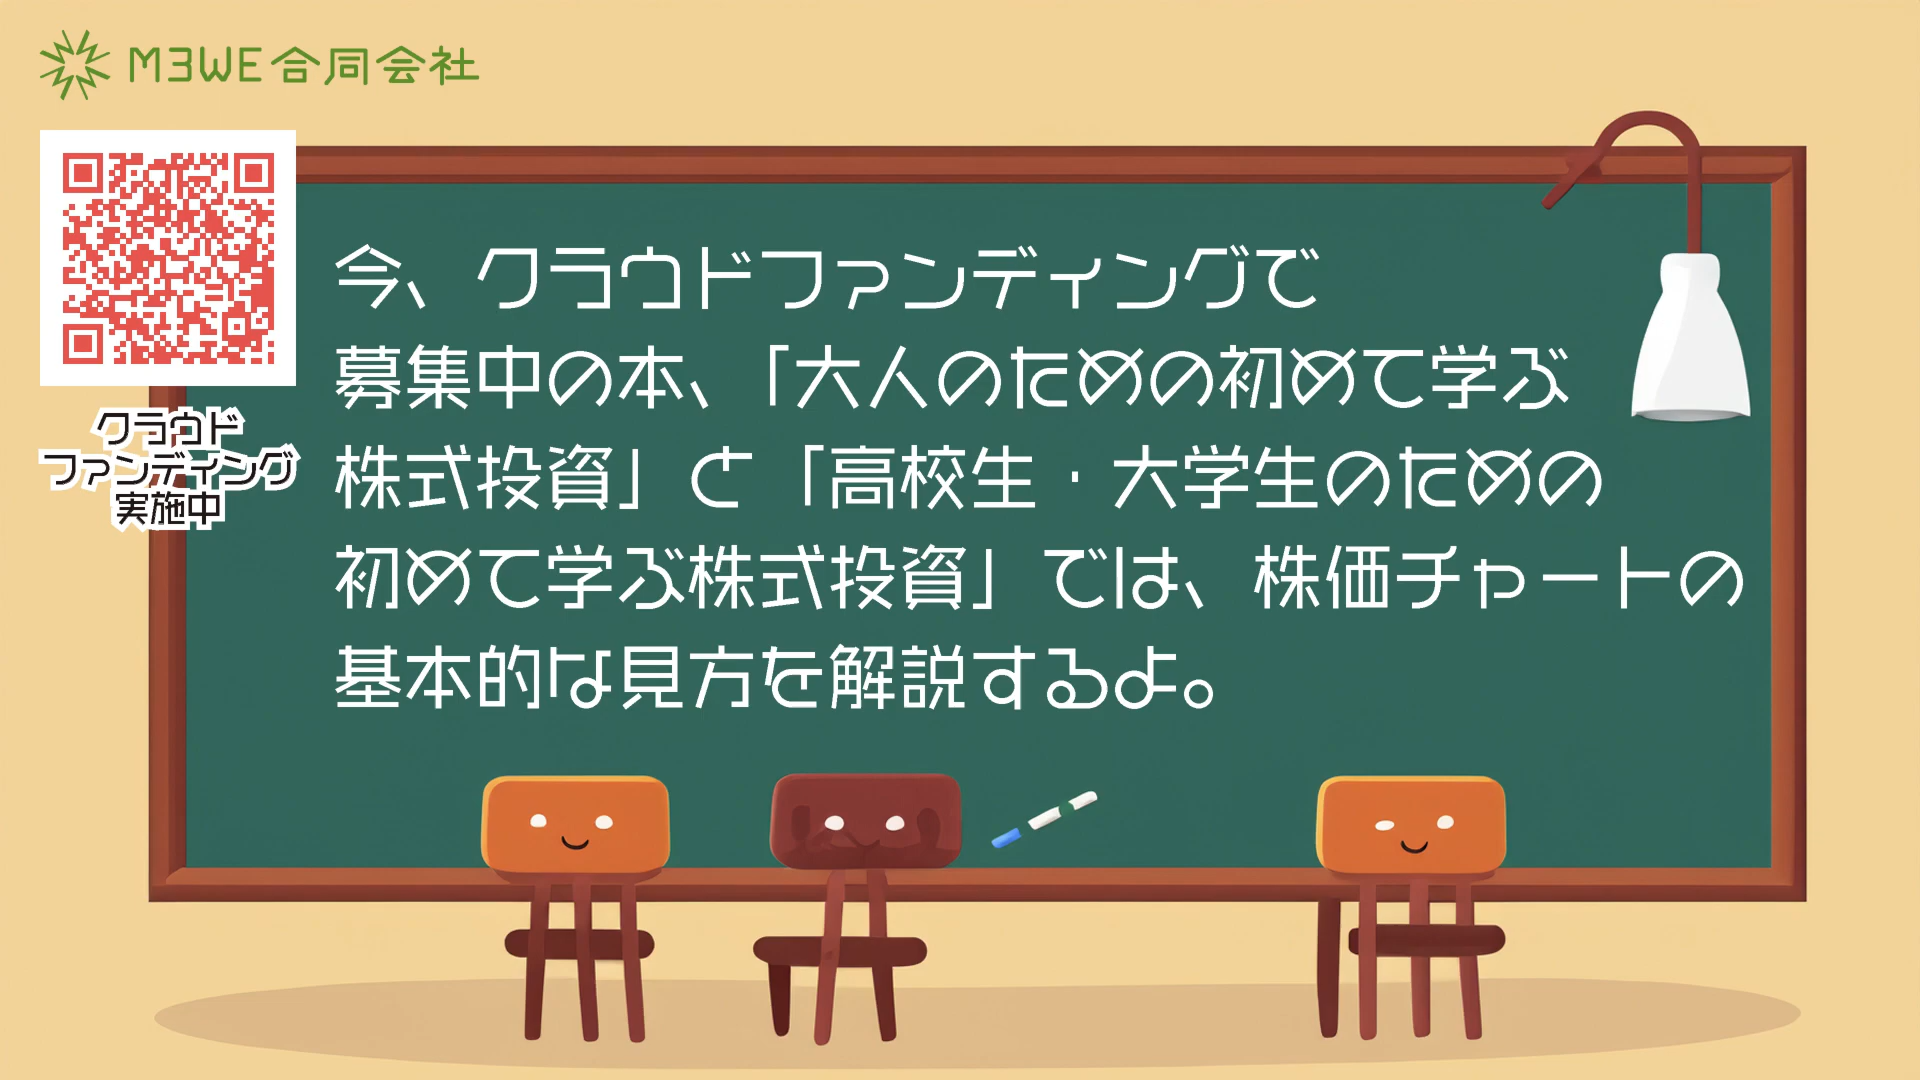 M3WE合同会社
クラウド
ファンディング
実施中
今、クラウドファンディングで
募集中の本、「大人のための初めて学ぶ
株式投資」と「高校生・大学生のための
初めて学ぶ株式投資」では、株価チャートの
基本的な見方を解説するよ。